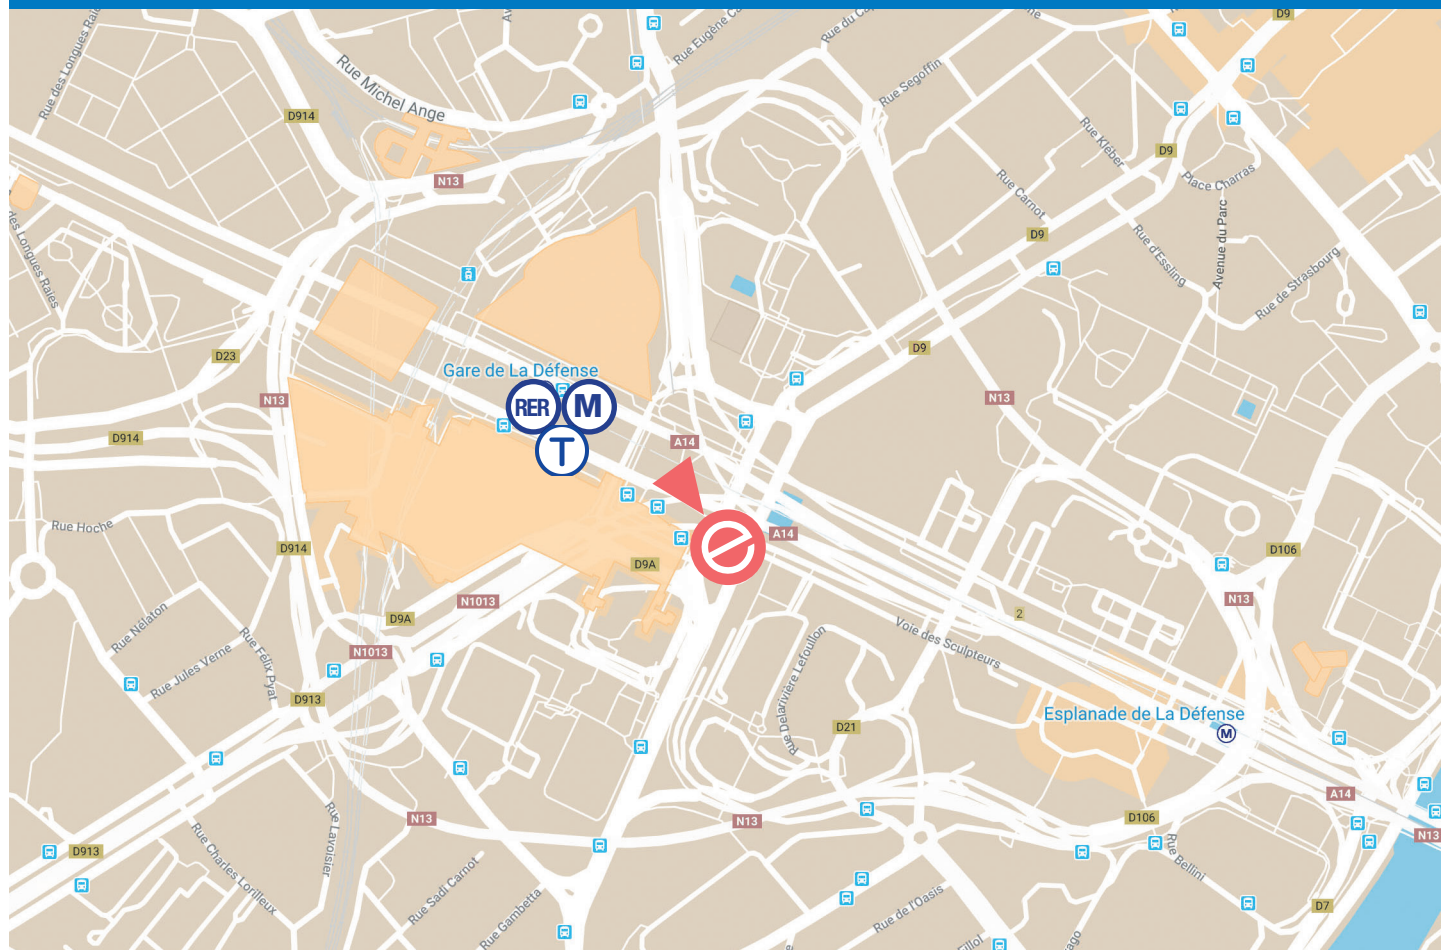 D9
Rue Eugène
Rue du
Rue des Longues Raies
Rue Michel Ange
Rue Segoffin
D914
Rue Kléber
D9
N13
Place Charras
Rue Carnot
des Longues Raies
Avenue du Parc
D9
Rue d'Essling
Rue de Strasbourg
D23
D9
Gare de La Défense
N13
N13
RER
M
D914
A14
T
Rue Hoche
A14
D914
D106
D9A
N1013
N13
D9A
2
Rue Nélaton
Voie des Sculpteurs
N1013
Rue Jules Verne
Rue Félix Pyat
Rue Delarivière Lefoullon
D913
Esplanade de La Défense
D21
M
A14
N13
N13
D106
N13
D913
Rue Lavoisier
Rue Charles Lorilleux
Rue Bellini
Rue Sadi Carnot
Rue Gambetta
Rue de l'Oasis
D7